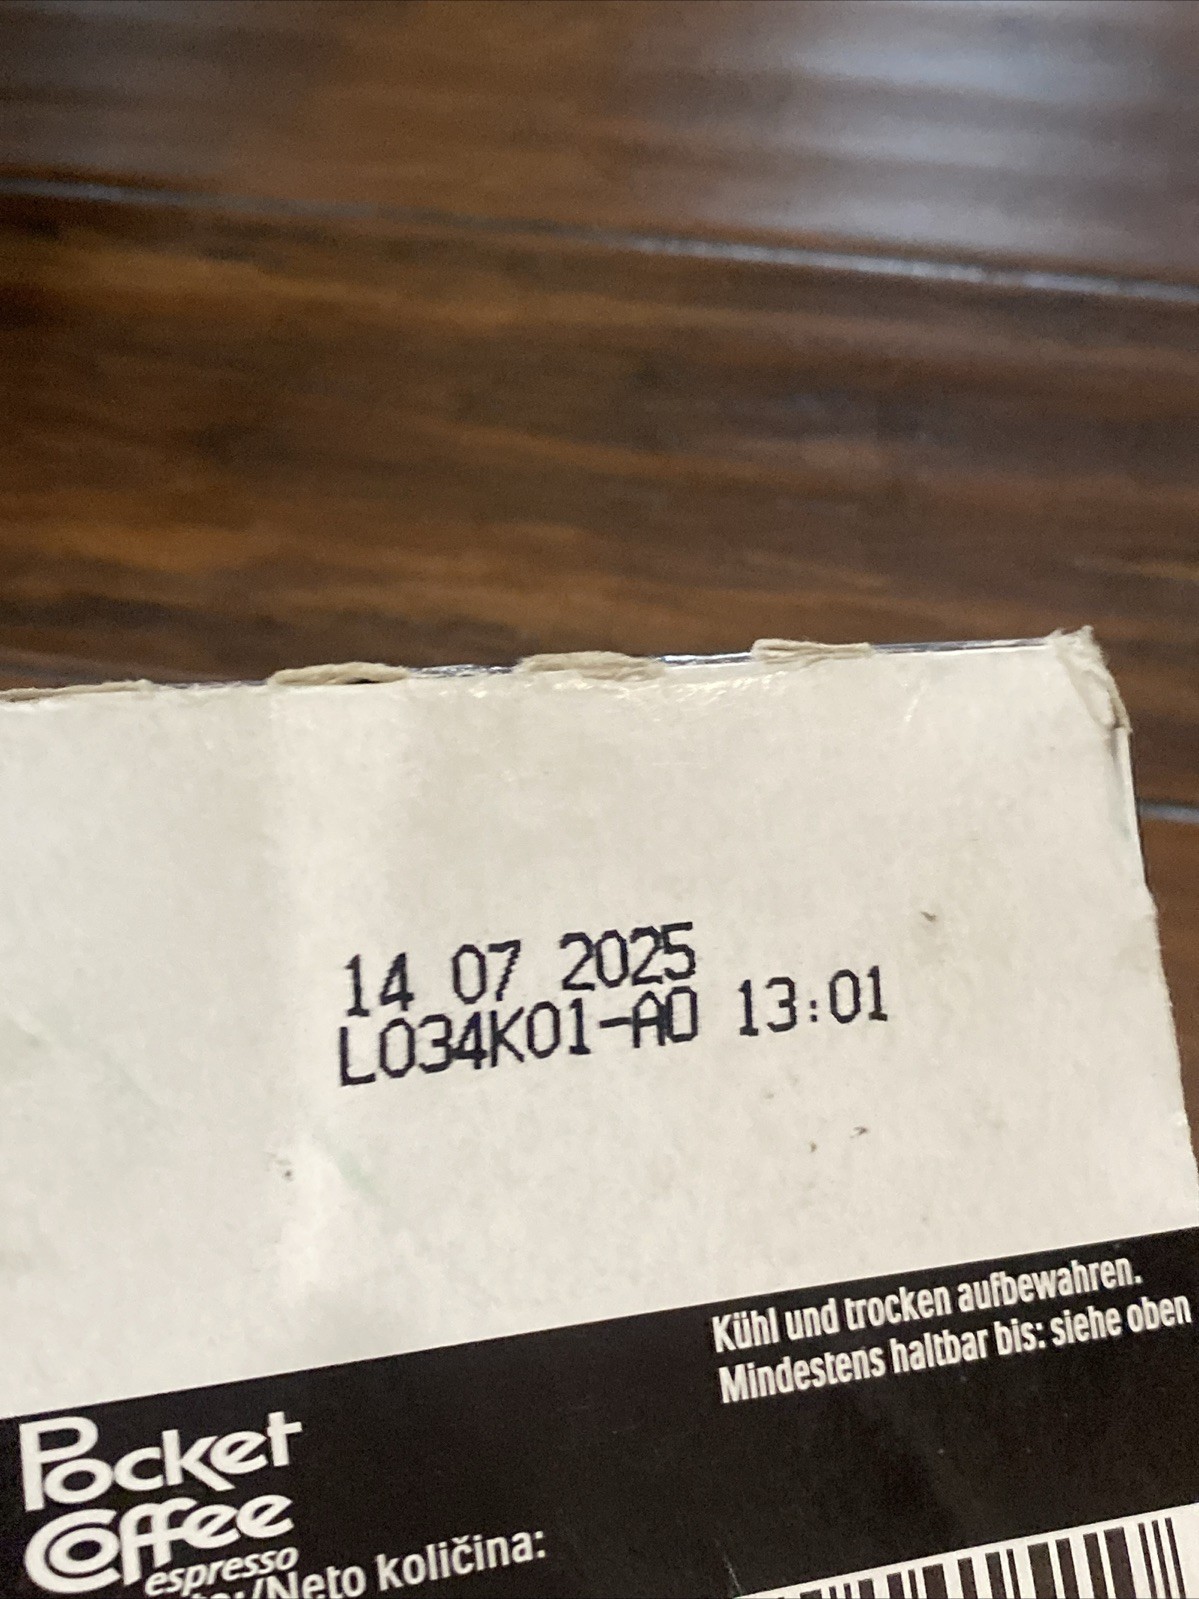 14 07 2025
L034K01-A0 13:01
Kühl und trocken aufbewahren.
Mindestens haltbar bis: siehe oben
Pocket
Coffee
espresso
/Neto količina: